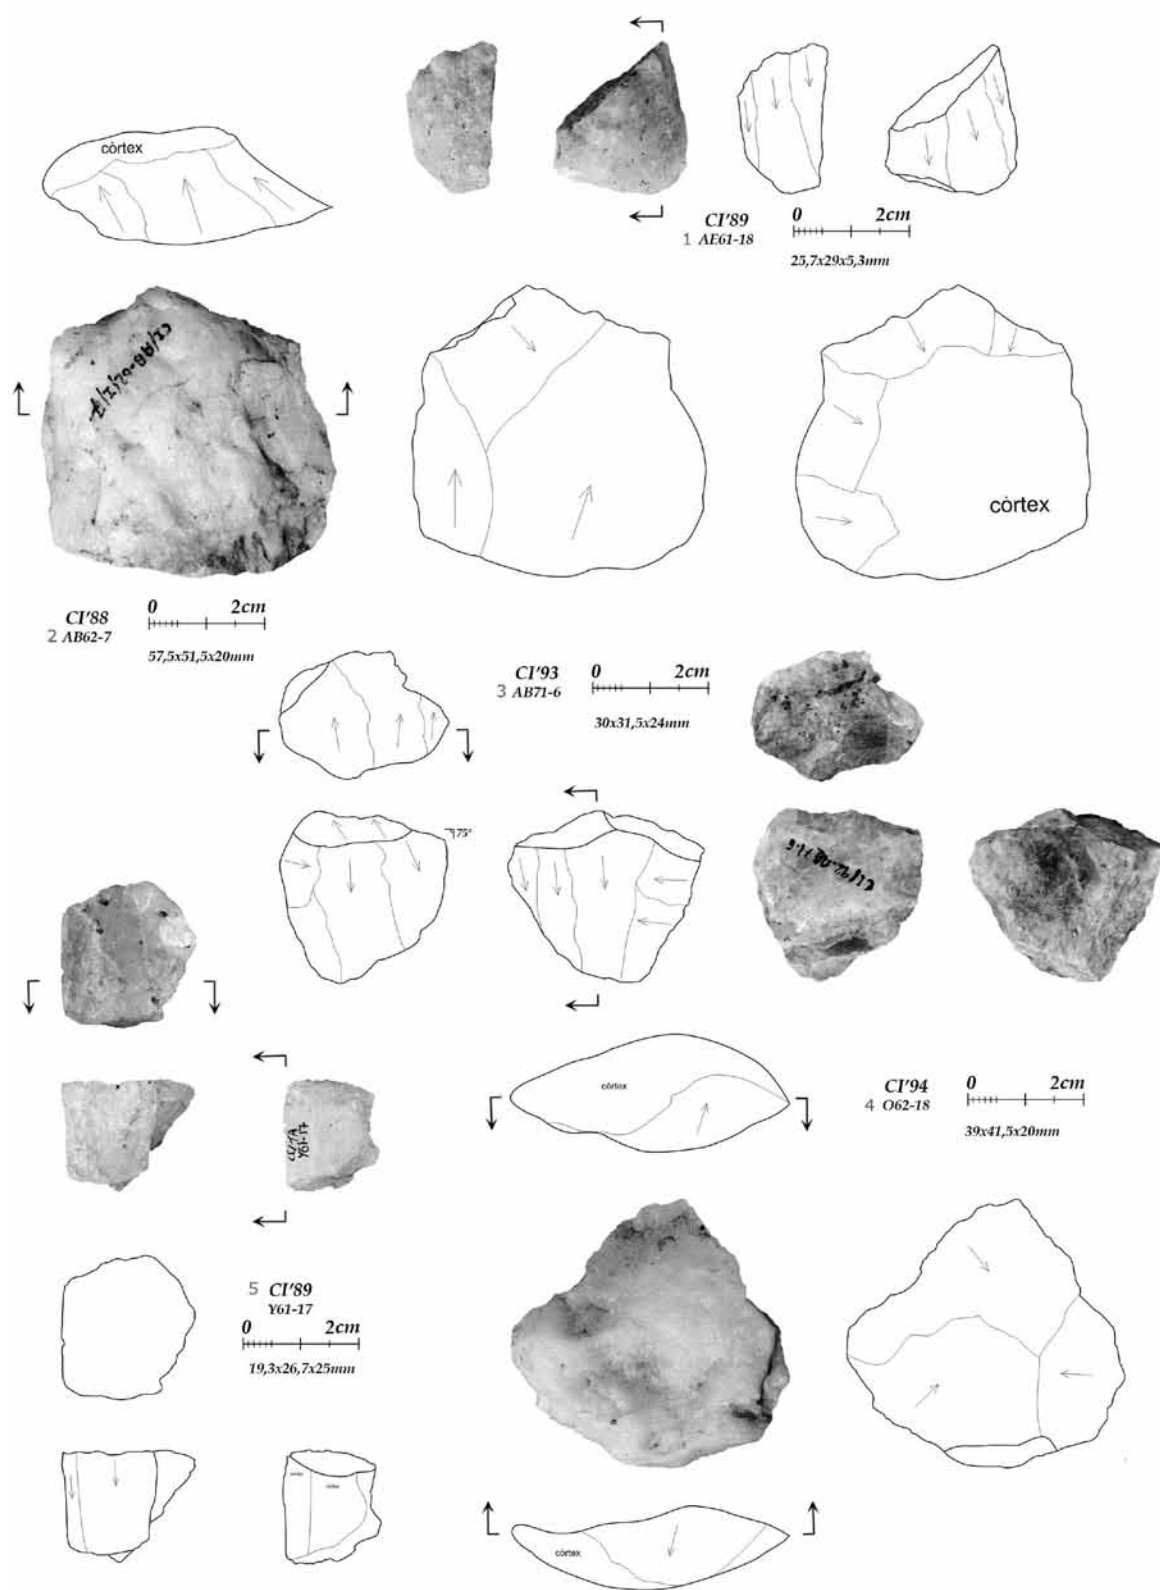 còrtex
CI'89
1 AE61-18
0 2cm
25,7x29x5,3mm
còrtex
CI'88
2 AB62-7
0 2cm
57,5x51,5x20mm
CI'93
3 AB71-6
0 2cm
30x31,5x24mm
75°
CI'94
4 O62-18
0 2cm
39x41,5x20mm
còrtex
Y61-17
5 CI'89
Y61-17
0 2cm
19,3x26,7x25mm
còrtex